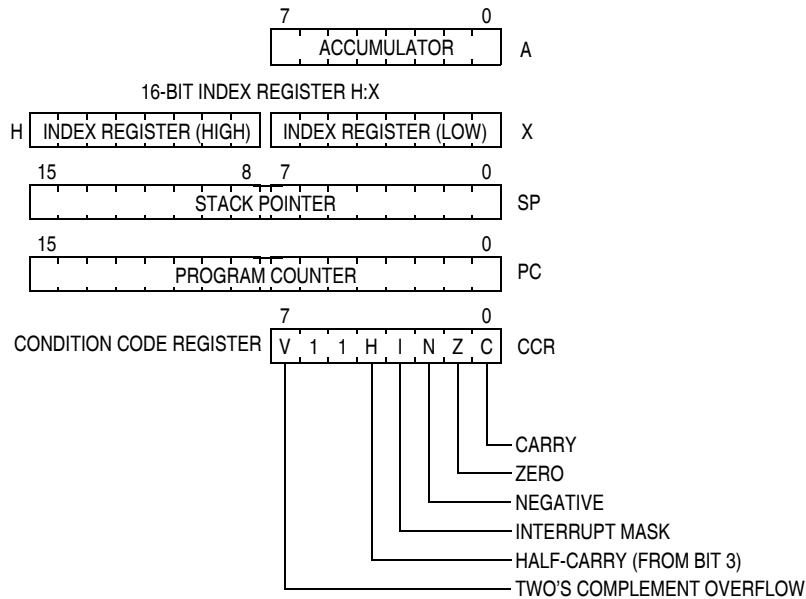 7 0
ACCUMULATOR A
16-BIT INDEX REGISTER H:X
H INDEX REGISTER (HIGH) INDEX REGISTER (LOW) X
15 8 7 0
STACK POINTER SP
15 0
PROGRAM COUNTER PC
7 0
CONDITION CODE REGISTER V 1 1 H I N Z C CCR
CARRY
ZERO
NEGATIVE
INTERRUPT MASK
HALF-CARRY (FROM BIT 3)
TWO'S COMPLEMENT OVERFLOW